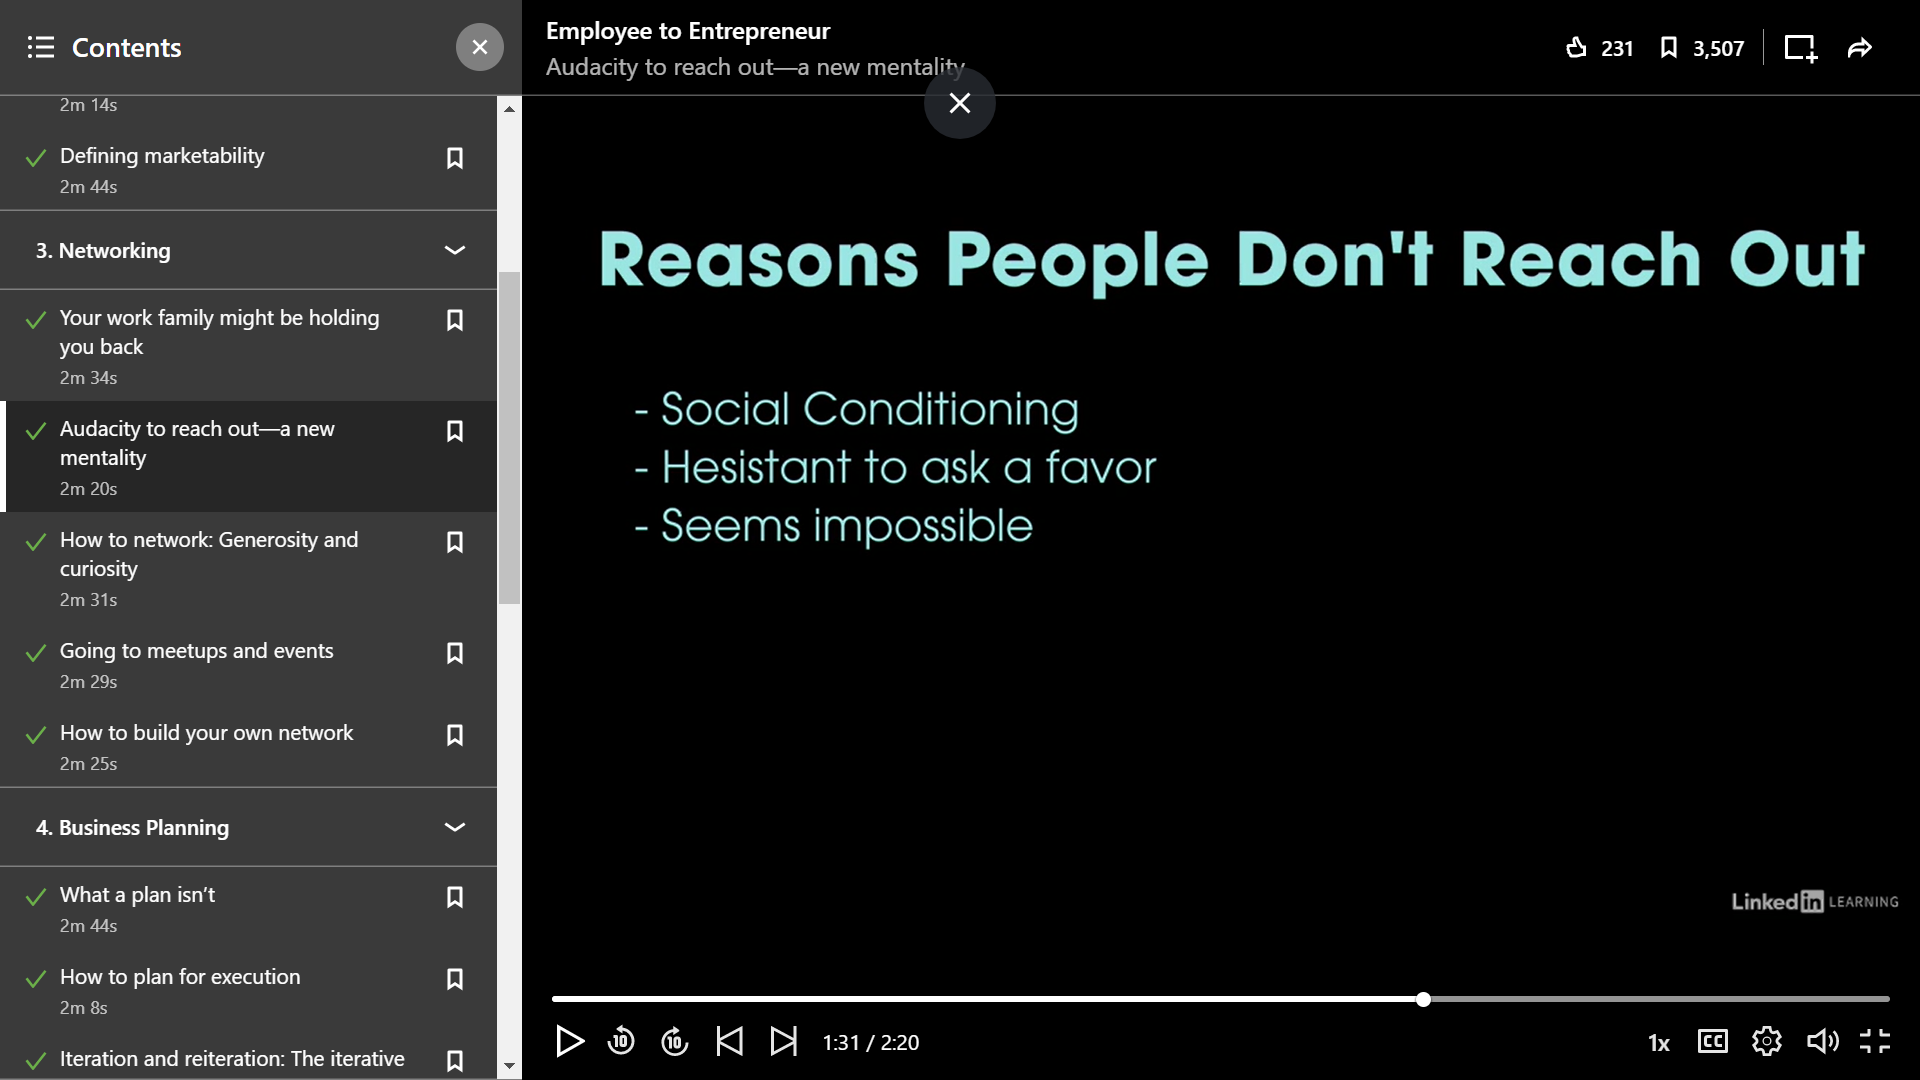 Contents
2m 14s
Defining marketability
2m 44s
3. Networking
Your work family might be holding
you back
2m 34s
Audacity to reach out—a new
mentality
2m 20s
How to network: Generosity and
curiosity
2m 31s
Going to meetups and events
2m 29s
How to build your own network
2m 25s
4. Business Planning
What a plan isn’t
2m 44s
How to plan for execution
2m 8s
Iteration and reiteration: The iterative
Employee to Entrepreneur
Audacity to reach out—a new mentality
231
3,507
Reasons People Don't Reach Out
- Social Conditioning
- Hesistant to ask a favor
- Seems impossible
Linkedin LEARNING
10
10
1:31 / 2:20
1x
CC